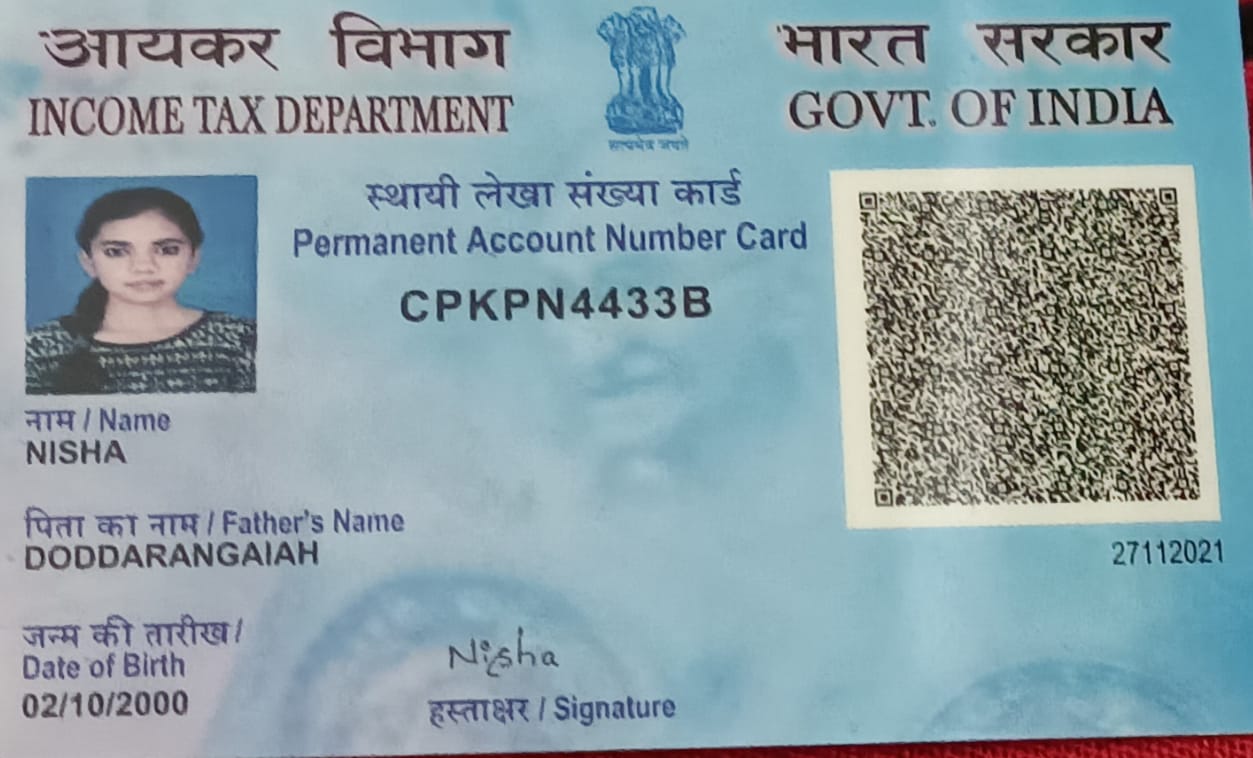 आयकर विभाग
INCOME TAX DEPARTMENT
सत्यमेव जयते
भारत सरकार
GOVT. OF INDIA
स्थायी लेखा संख्या कार्ड
Permanent Account Number Card
CPKPN4433B
नाम / Name
NISHA
पिता का नाम / Father's Name
DODDARANGAIAH
27112021
जन्म की तारीख /
Date of Birth
02/10/2000
Nisha
हस्ताक्षर / Signature